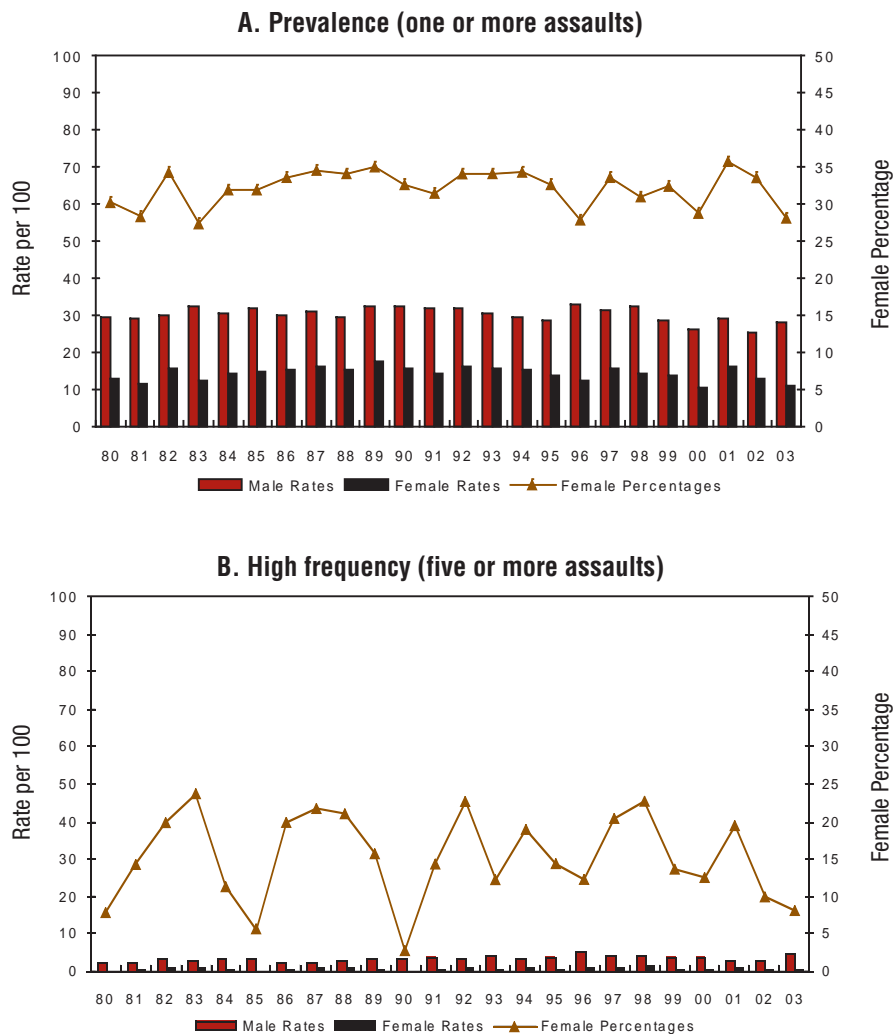 A. Prevalence (one or more assaults)
100 50
90 45
80 40
70 35
60 30
50 25
40 20
30 15
20 10
10 5
0 0
Rate per 100
Female Percentage
80 81 82 83 84 85 86 87 88 89 90 91 92 93 94 95 96 97 98 99 00 01 02 03
Male Rates Female Rates Female Percentages
B. High frequency (five or more assaults)
100 50
90 45
80 40
70 35
60 30
50 25
40 20
30 15
20 10
10 5
0 0
Rate per 100
Female Percentage
80 81 82 83 84 85 86 87 88 89 90 91 92 93 94 95 96 97 98 99 00 01 02 03
Male Rates Female Rates Female Percentages